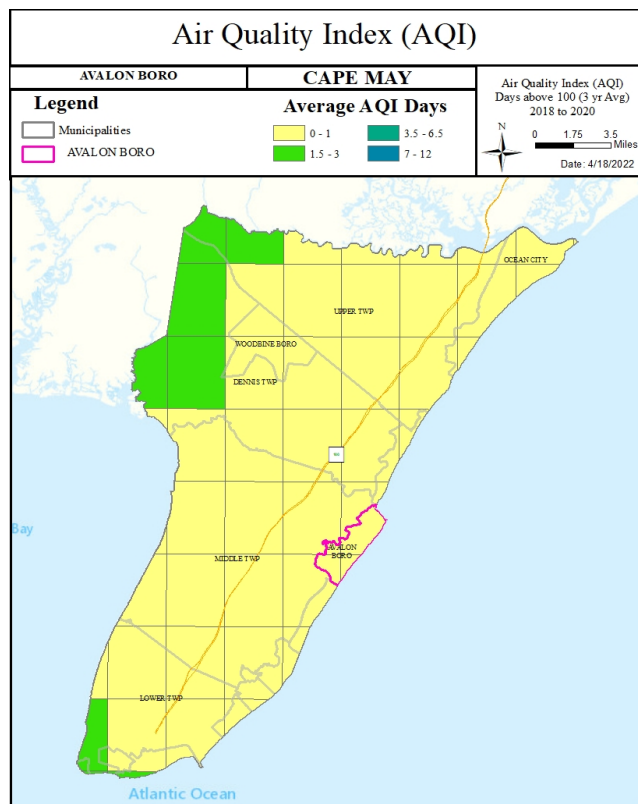 Air Quality Index (AQI)
AVALON BORO
CAPE MAY
Legend
Municipalities
AVALON BORO
Average AQI Days
0 - 1
3.5 - 6.5
1.5 - 3
7 - 12
Air Quality Index (AQI)
Days above 100 (3 yr Avg)
2018 to 2020
N
0 1.75 3.5
Miles
Date: 4/18/2022
OCEAN CITY
UPPER TWP
WOODBINE BORO
DENNIS TWP
Bay
AVALON
BORO
MIDDLE TWP
LOWER TWP
Atlantic Ocean